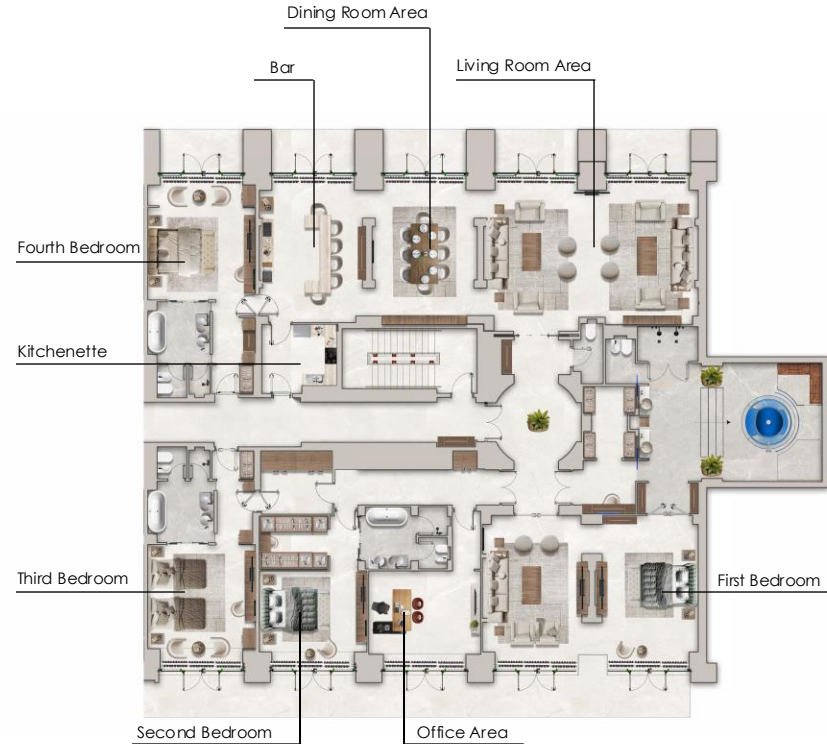 Dining Room Area
Bar
Living Room Area
Fourth Bedroom
Kitchenette
Third Bedroom
First Bedroom
Second Bedroom
Office Area